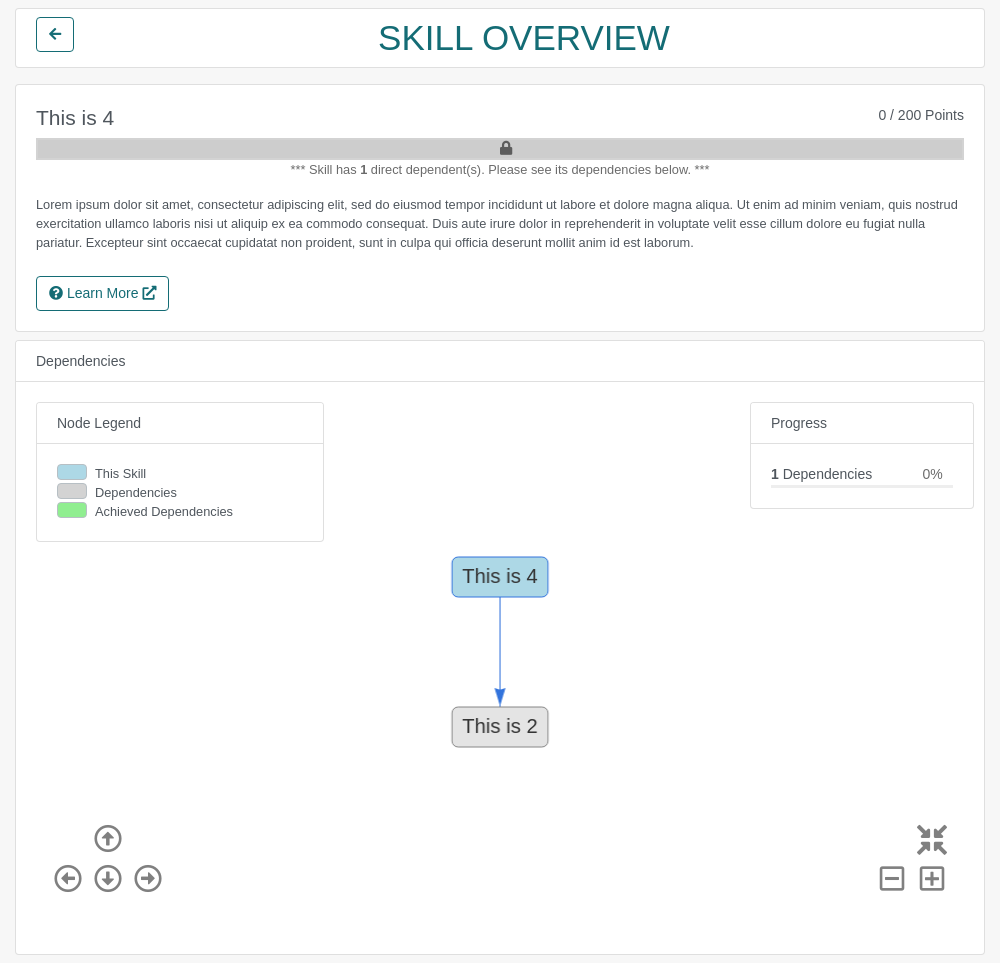 SKILL OVERVIEW
This is 4
0 / 200 Points
*** Skill has 1 direct dependent(s). Please see its dependencies below. ***
Lorem ipsum dolor sit amet, consectetur adipiscing elit, sed do eiusmod tempor incididunt ut labore et dolore magna aliqua. Ut enim ad minim veniam, quis nostrud
exercitation ullamco laboris nisi ut aliquip ex ea commodo consequat. Duis aute irure dolor in reprehenderit in voluptate velit esse cillum dolore eu fugiat nulla
pariatur. Excepteur sint occaecat cupidatat non proident, sunt in culpa qui officia deserunt mollit anim id est laborum.
Learn More
Dependencies
Node Legend
This Skill
Dependencies
Achieved Dependencies
Progress
1 Dependencies 0%
This is 4
This is 2